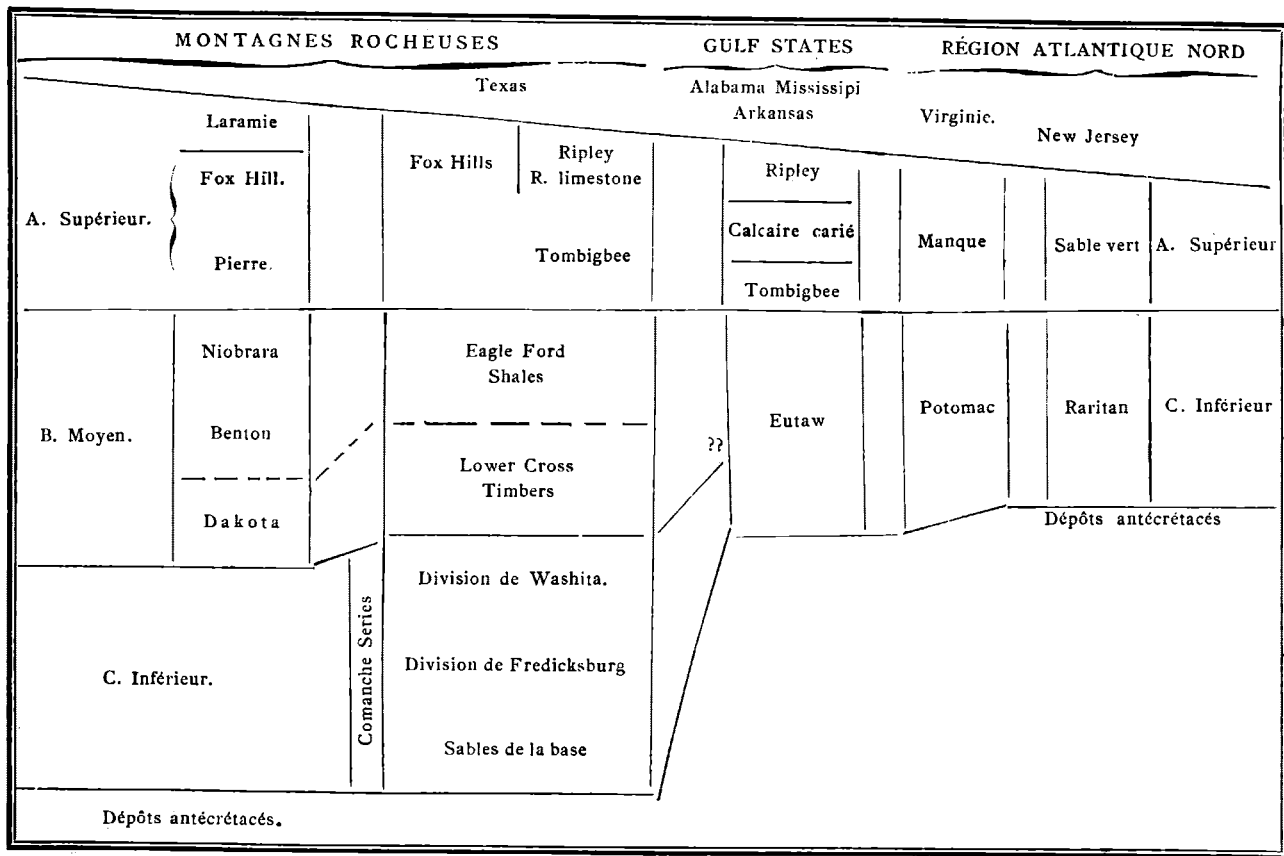 MONTAGNES ROCHEUSES
GULF STATES
RÉGION ATLANTIQUE NORD
Texas
Alabama Mississipi
Arkansas
Virginie.
New Jersey
A. Supérieur.
Laramie
Fox Hill.
Pierre.
Fox Hills
Ripley
R. limestone
Tombigbee
Ripley
Calcaire carié
Tombigbee
Manque
Sable vert
A. Supérieur
B. Moyen.
Niobrara
Benton
Dakota
Eagle Ford
Shales
Lower Cross
Timbers
??
Eutaw
Potomac
Raritan
C. Inférieur
Dépôts antécrétacés
C. Inférieur.
Comanche Series
Division de Washita.
Division de Fredicksburg
Sables de la base
Dépôts antécrétacés.